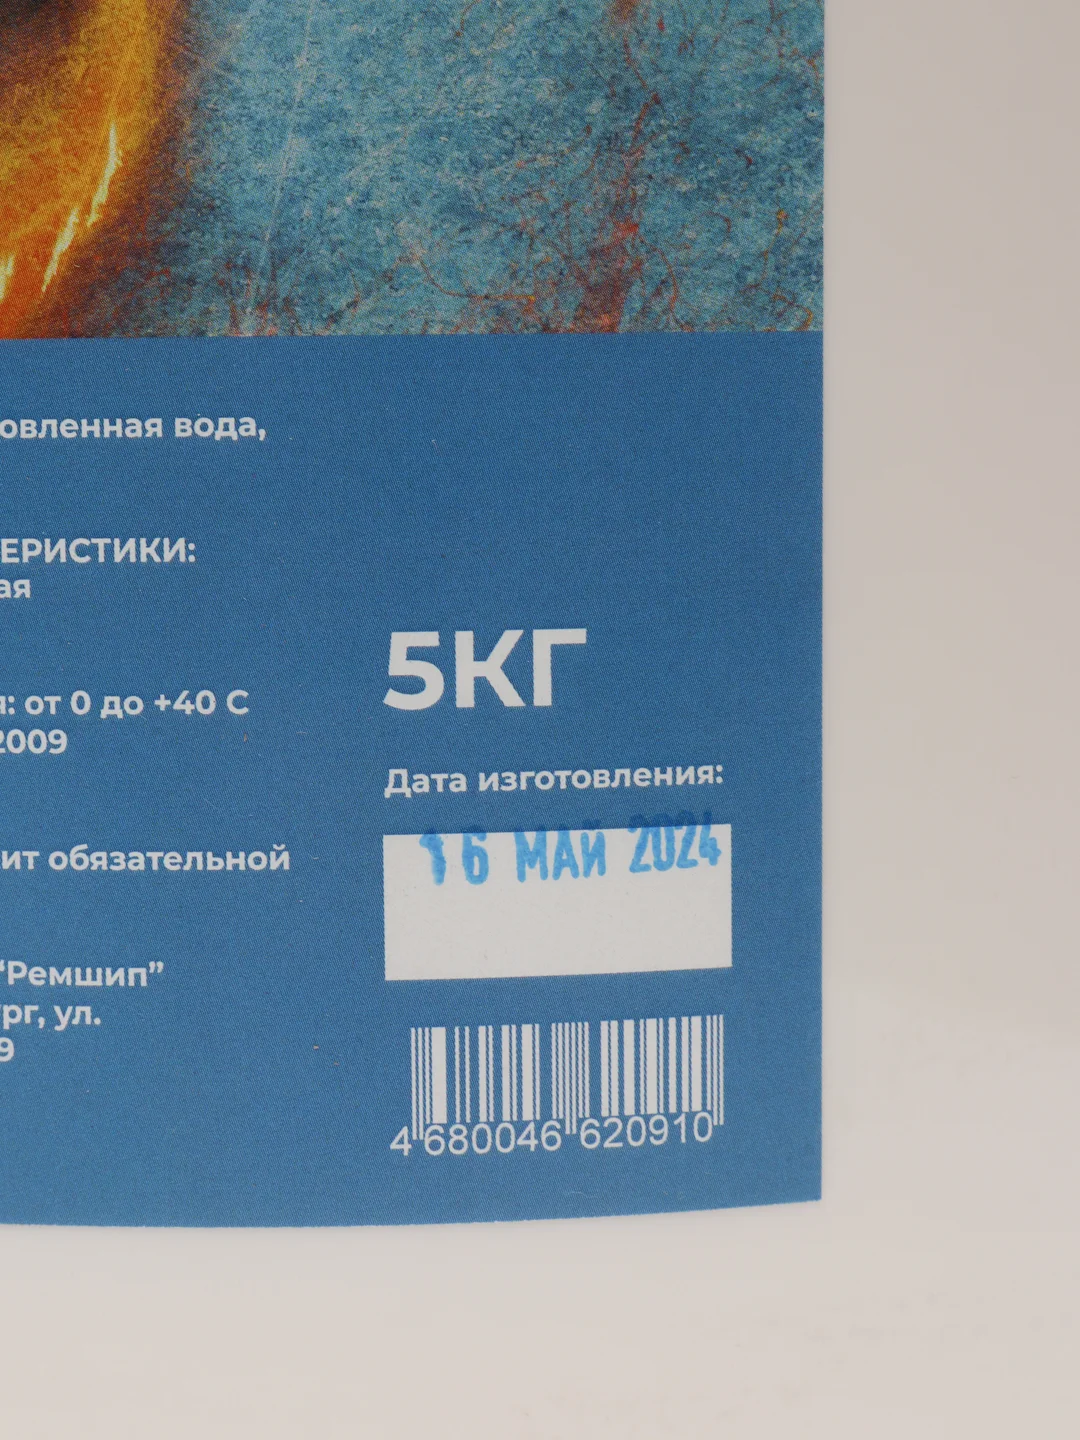 овленная вода,
ЕРИСТИКИ:
ая
я: от 0 до +40 С
2009
ит обязательной
“Ремшип”
рг, ул.
9
5КГ
Дата изготовления:
16 МАЙ 2024
4 680046 620910